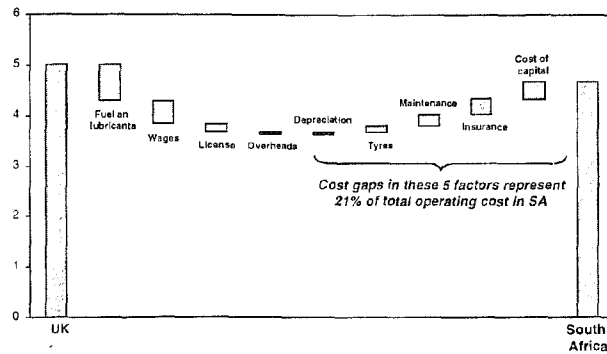 6
5
4
3
2
1
0
Fuel an
lubricants
Wages
License
Overheads
Depreciation
Tyres
Maintenance
Insurance
Cost of
capital
Cost gaps in these 5 factors represent
21% of total operating cost in SA
UK
South
Africa